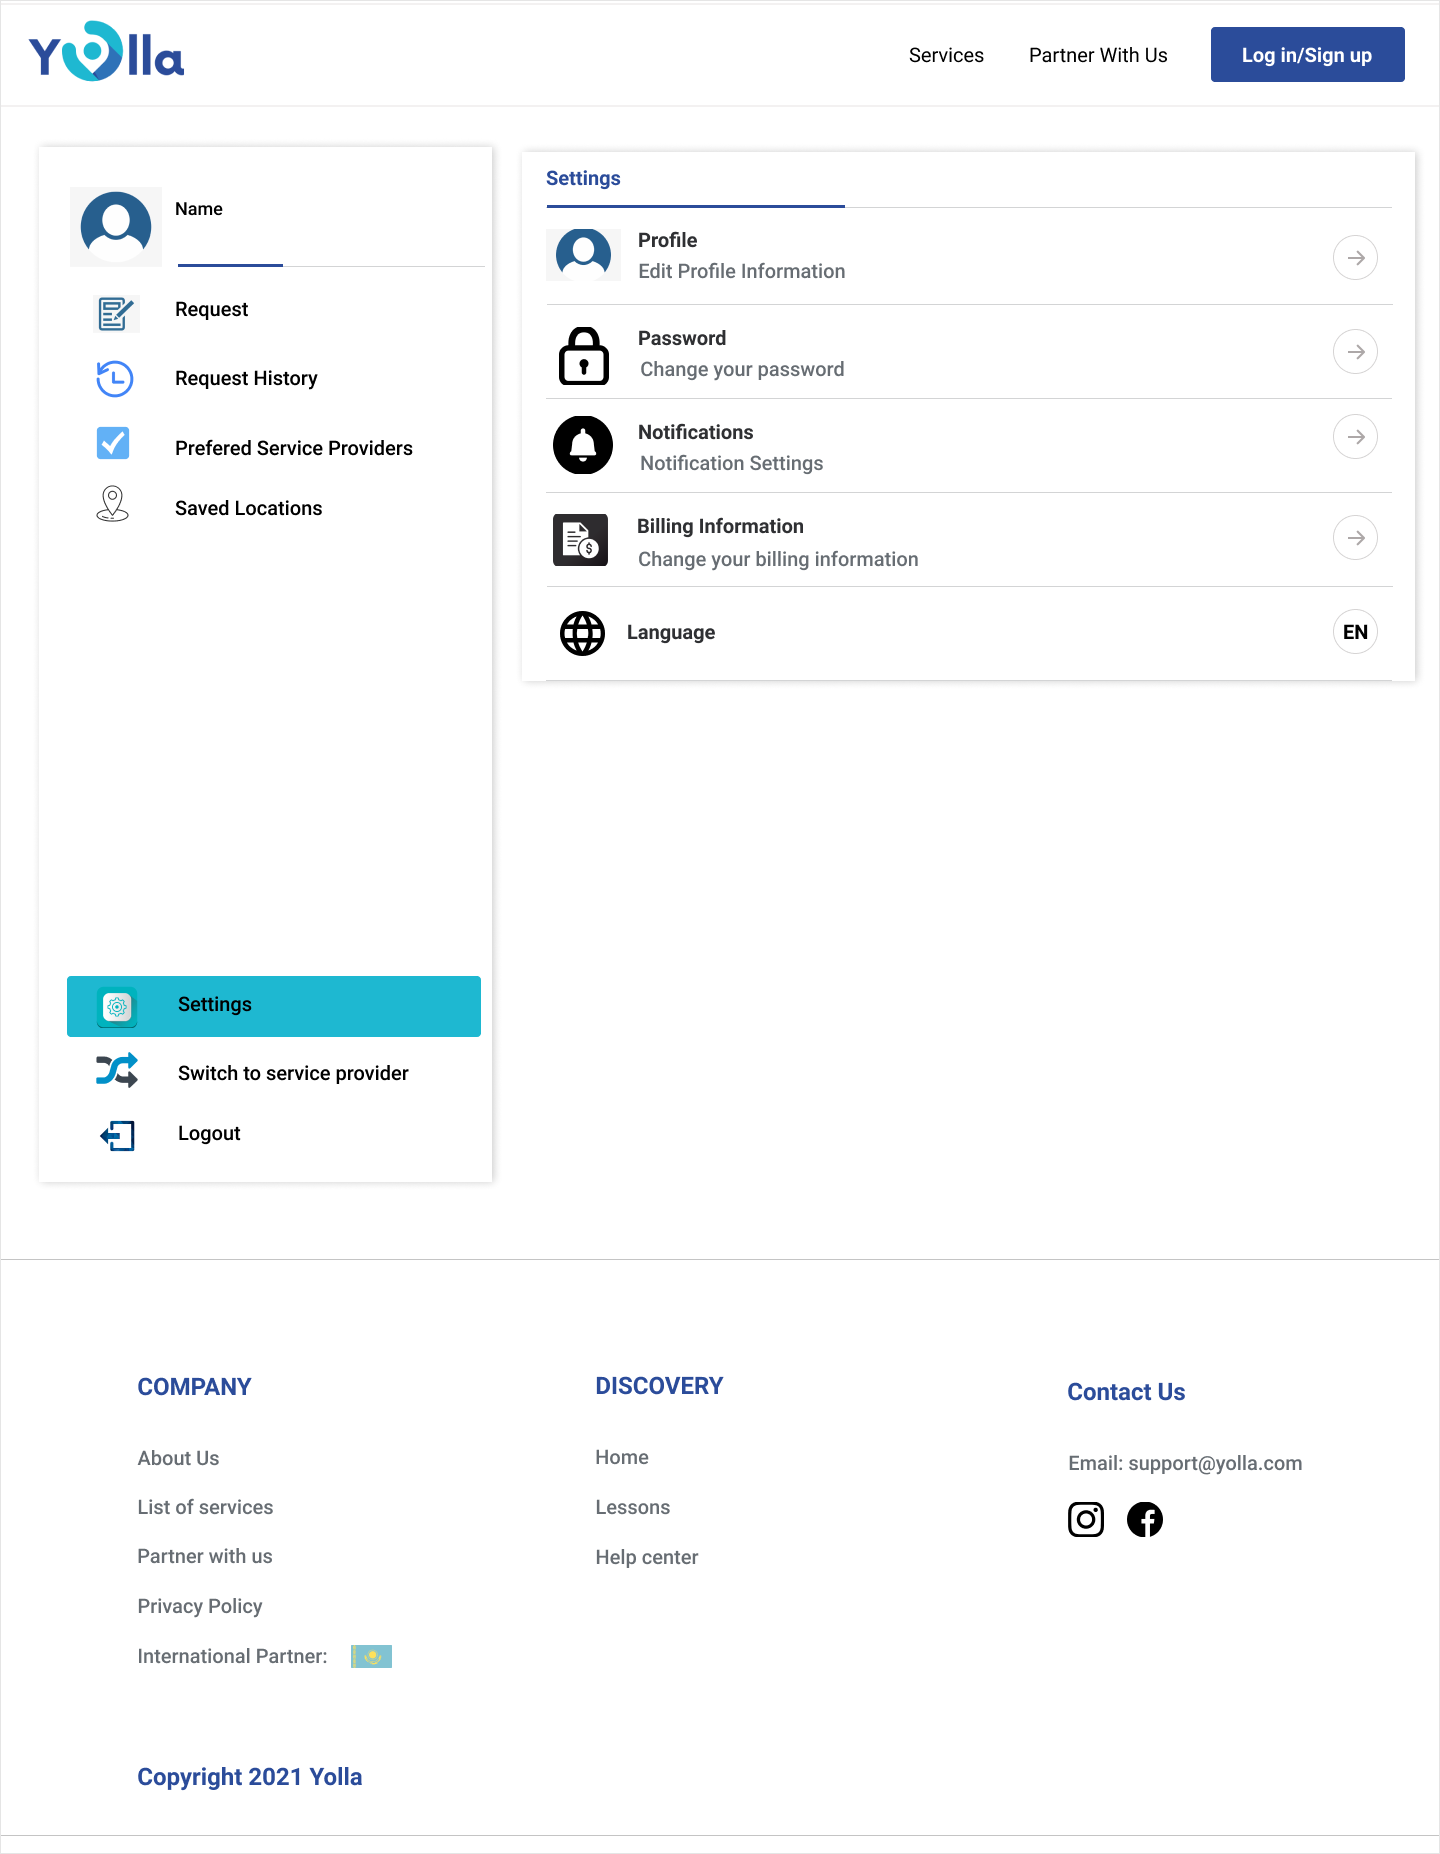 Yolla
Services
Partner With Us
Log in/Sign up
Name
Request
Request History
Prefered Service Providers
Saved Locations
Settings
Switch to service provider
Logout
Settings
Profile
Edit Profile Information
Password
Change your password
Notifications
Notification Settings
Billing Information
Change your billing information
Language
EN
COMPANY
About Us
List of services
Partner with us
Privacy Policy
International Partner:
DISCOVERY
Home
Lessons
Help center
Contact Us
Email: support@yolla.com
Copyright 2021 Yolla